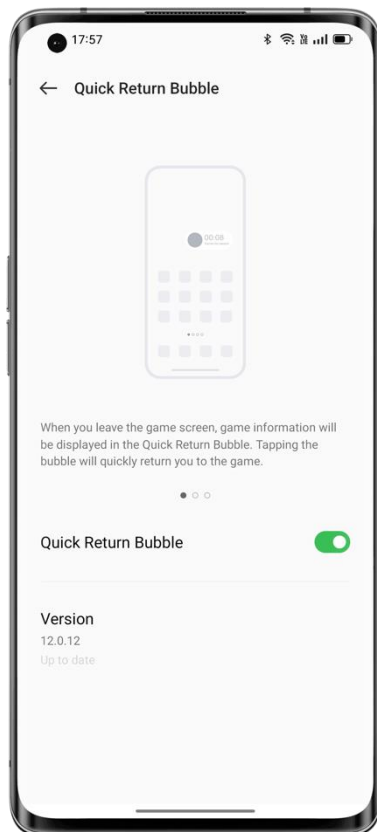 17:57
Quick Return Bubble
00:08
When you leave the game screen, game information will
be displayed in the Quick Return Bubble. Tapping the
bubble will quickly return you to the game.
Quick Return Bubble
Version
12.0.12
Up to date